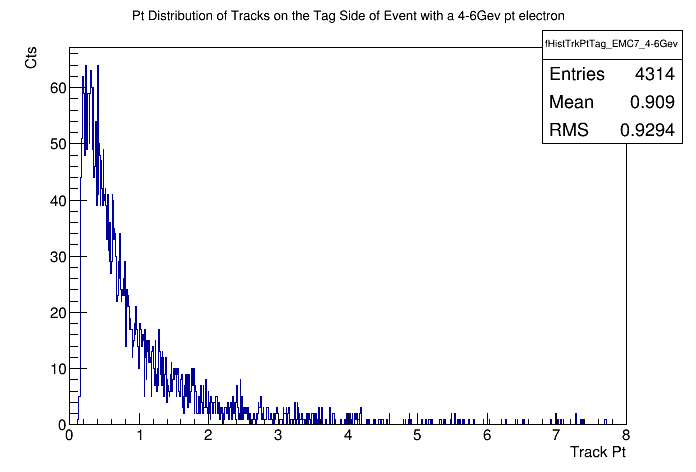 Pt Distribution of Tracks on the Tag Side of Event with a 4-6Gev pt electron
fHistTrkPtTag_EMC7_4-6Gev
Entries 4314
Mean 0.909
RMS 0.9294
Cts
60
50
40
30
20
10
0
0 1 2 3 4 5 6 7 8
Track Pt